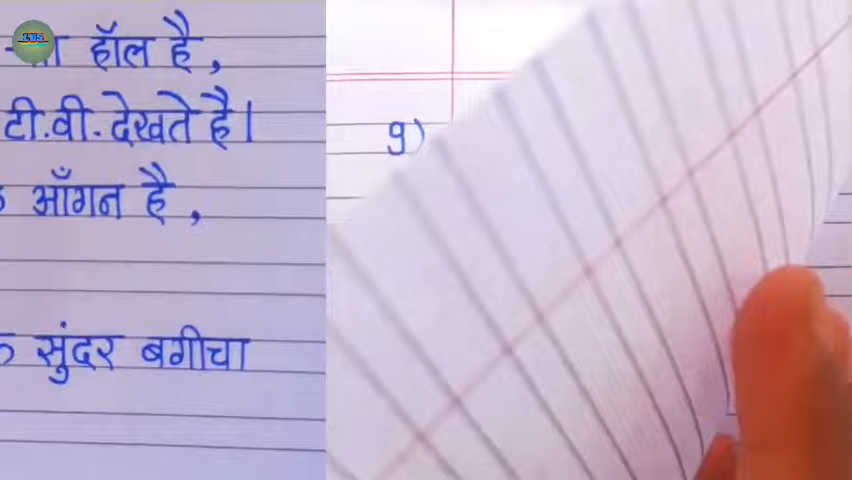 हॉल है,
टी.वी. देखते है।
आँगन है,
सुंदर बगीचा
9)